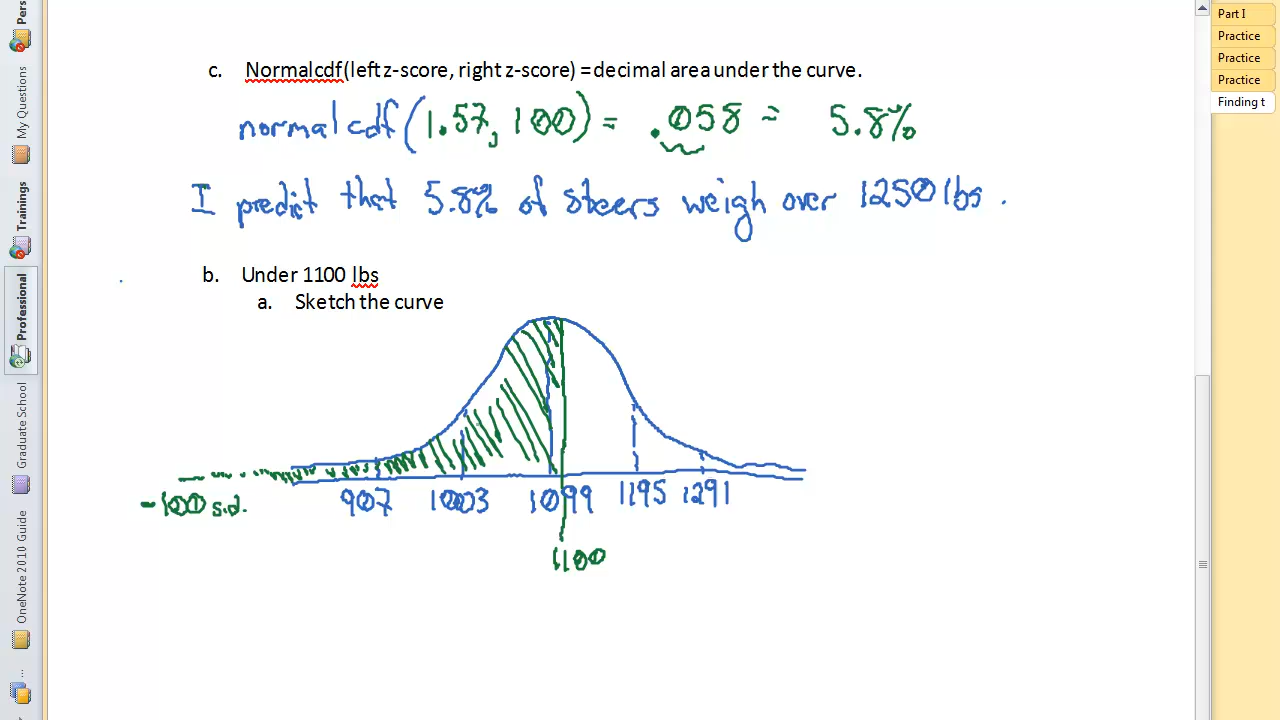 Pers
My Questions
Trainings
Professional
Graduate School
OneNote 2010 Guide
...
c. Normalcdf(left z-score, right z-score) =decimal area under the curve.
normalcdf(1.57, 100) = .058 = 5.8%
I predict that 5.8% of steers weigh over 1250 lbs.
b. Under 1100 lbs
a. Sketch the curve
-100 s.d. 907 1003 1099 1195 1291
1100
Part I
Practice
Practice
Practice
Finding t